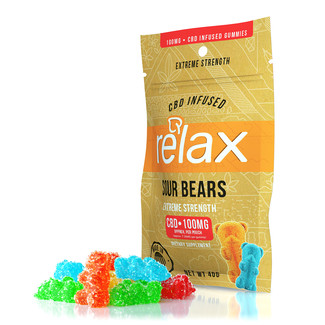 100MG • CBD INFUSED GUMMIES
EXTREME STRENGTH
CBD INFUSED
relax
SOUR BEARS
EXTREME STRENGTH
CBD • 100MG
DIETARY SUPPLEMENT
NET WT 40G